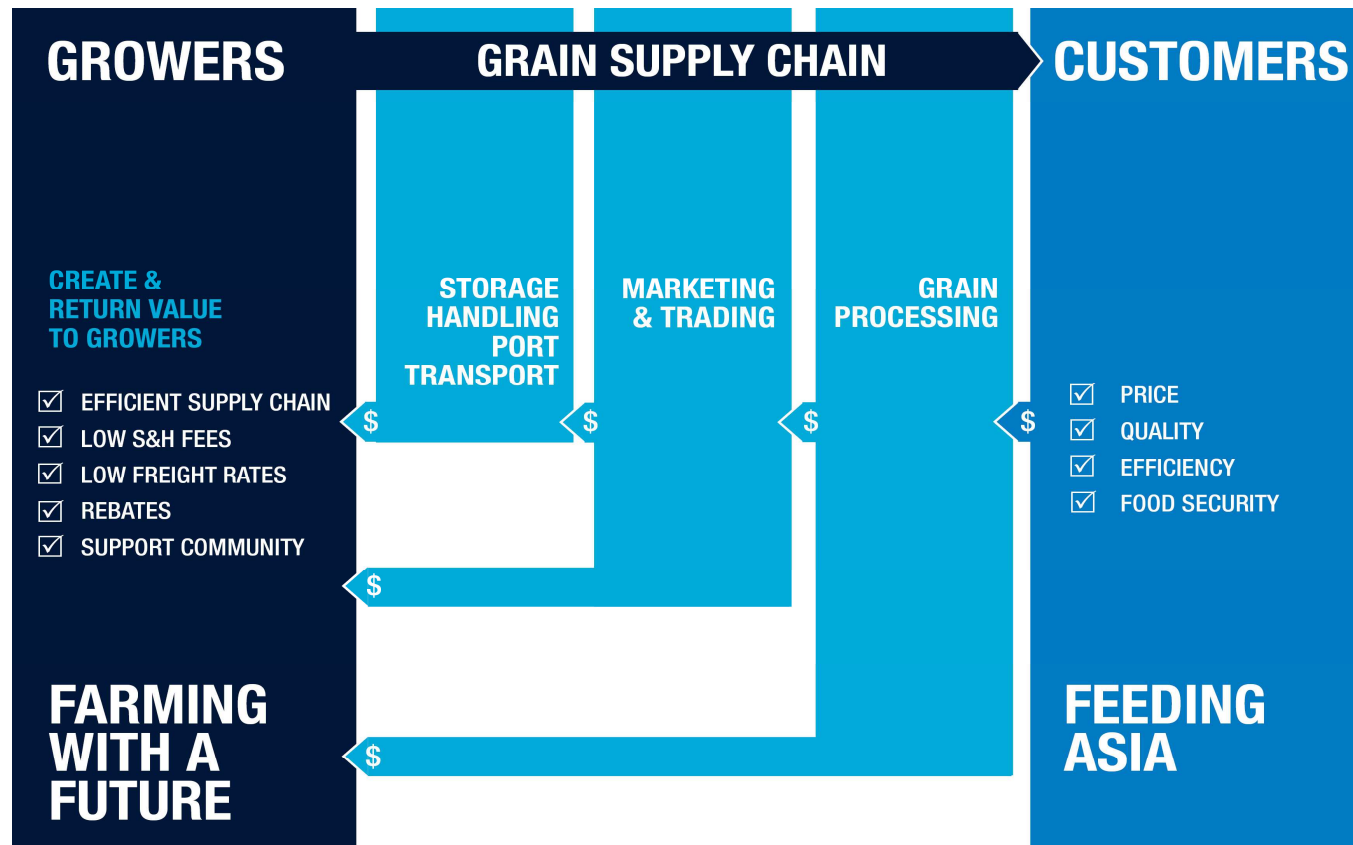 GROWERS
GRAIN SUPPLY CHAIN
CUSTOMERS
CREATE &
RETURN VALUE
TO GROWERS
EFFICIENT SUPPLY CHAIN
LOW S&H FEES
LOW FREIGHT RATES
REBATES
SUPPORT COMMUNITY
FARMING
WITH A
FUTURE
STORAGE
HANDLING
PORT
TRANSPORT
MARKETING
& TRADING
GRAIN
PROCESSING
$
$
$
$
$
$
PRICE
QUALITY
EFFICIENCY
FOOD SECURITY
FEEDING
ASIA